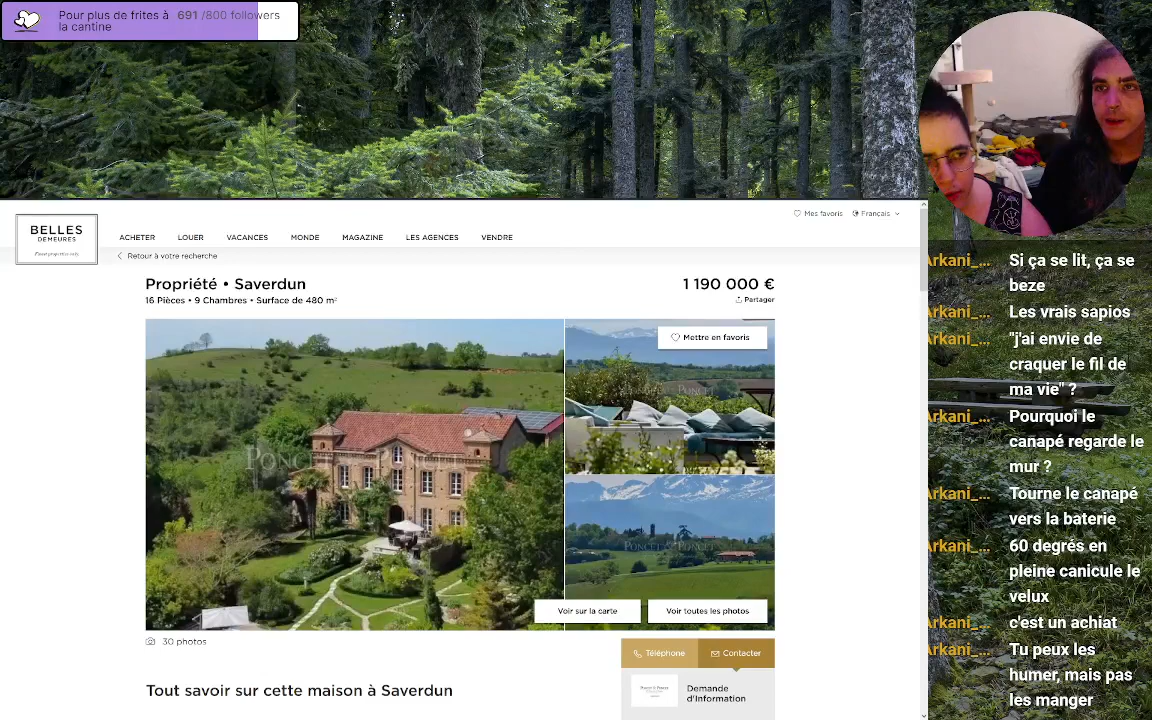 Pour plus de frites à
la cantine
691 /800 followers
BELLES
DEMEURES
Mes favoris
Français
ACHETER
LOUER
VACANCES
MONDE
MAGAZINE
LES AGENCES
VENDRE
Retour à votre recherche
Propriété • Saverdun
1 190 000 €
16 Pièces • 9 Chambres • Surface de 480 m²
Partager
Mettre en favoris
Voir sur la carte
Voir toutes les photos
30 photos
Téléphone
Contacter
Demande
d'Information
Tout savoir sur cette maison à Saverdun
Arkani_... Si ça se lit, ça se
beze
Arkani_... Les vrais sapios
Arkani_... "j'ai envie de
craquer le fil de
ma vie" ?
Arkani_... Pourquoi le
canapé regarde le
mur ?
Arkani_... Tourne le canapé
vers la baterie
Arkani_... 60 degrés en
pleine canicule le
velux
Arkani_... c'est un achiat
Arkani_... Tu peux les
humer, mais pas
les manger